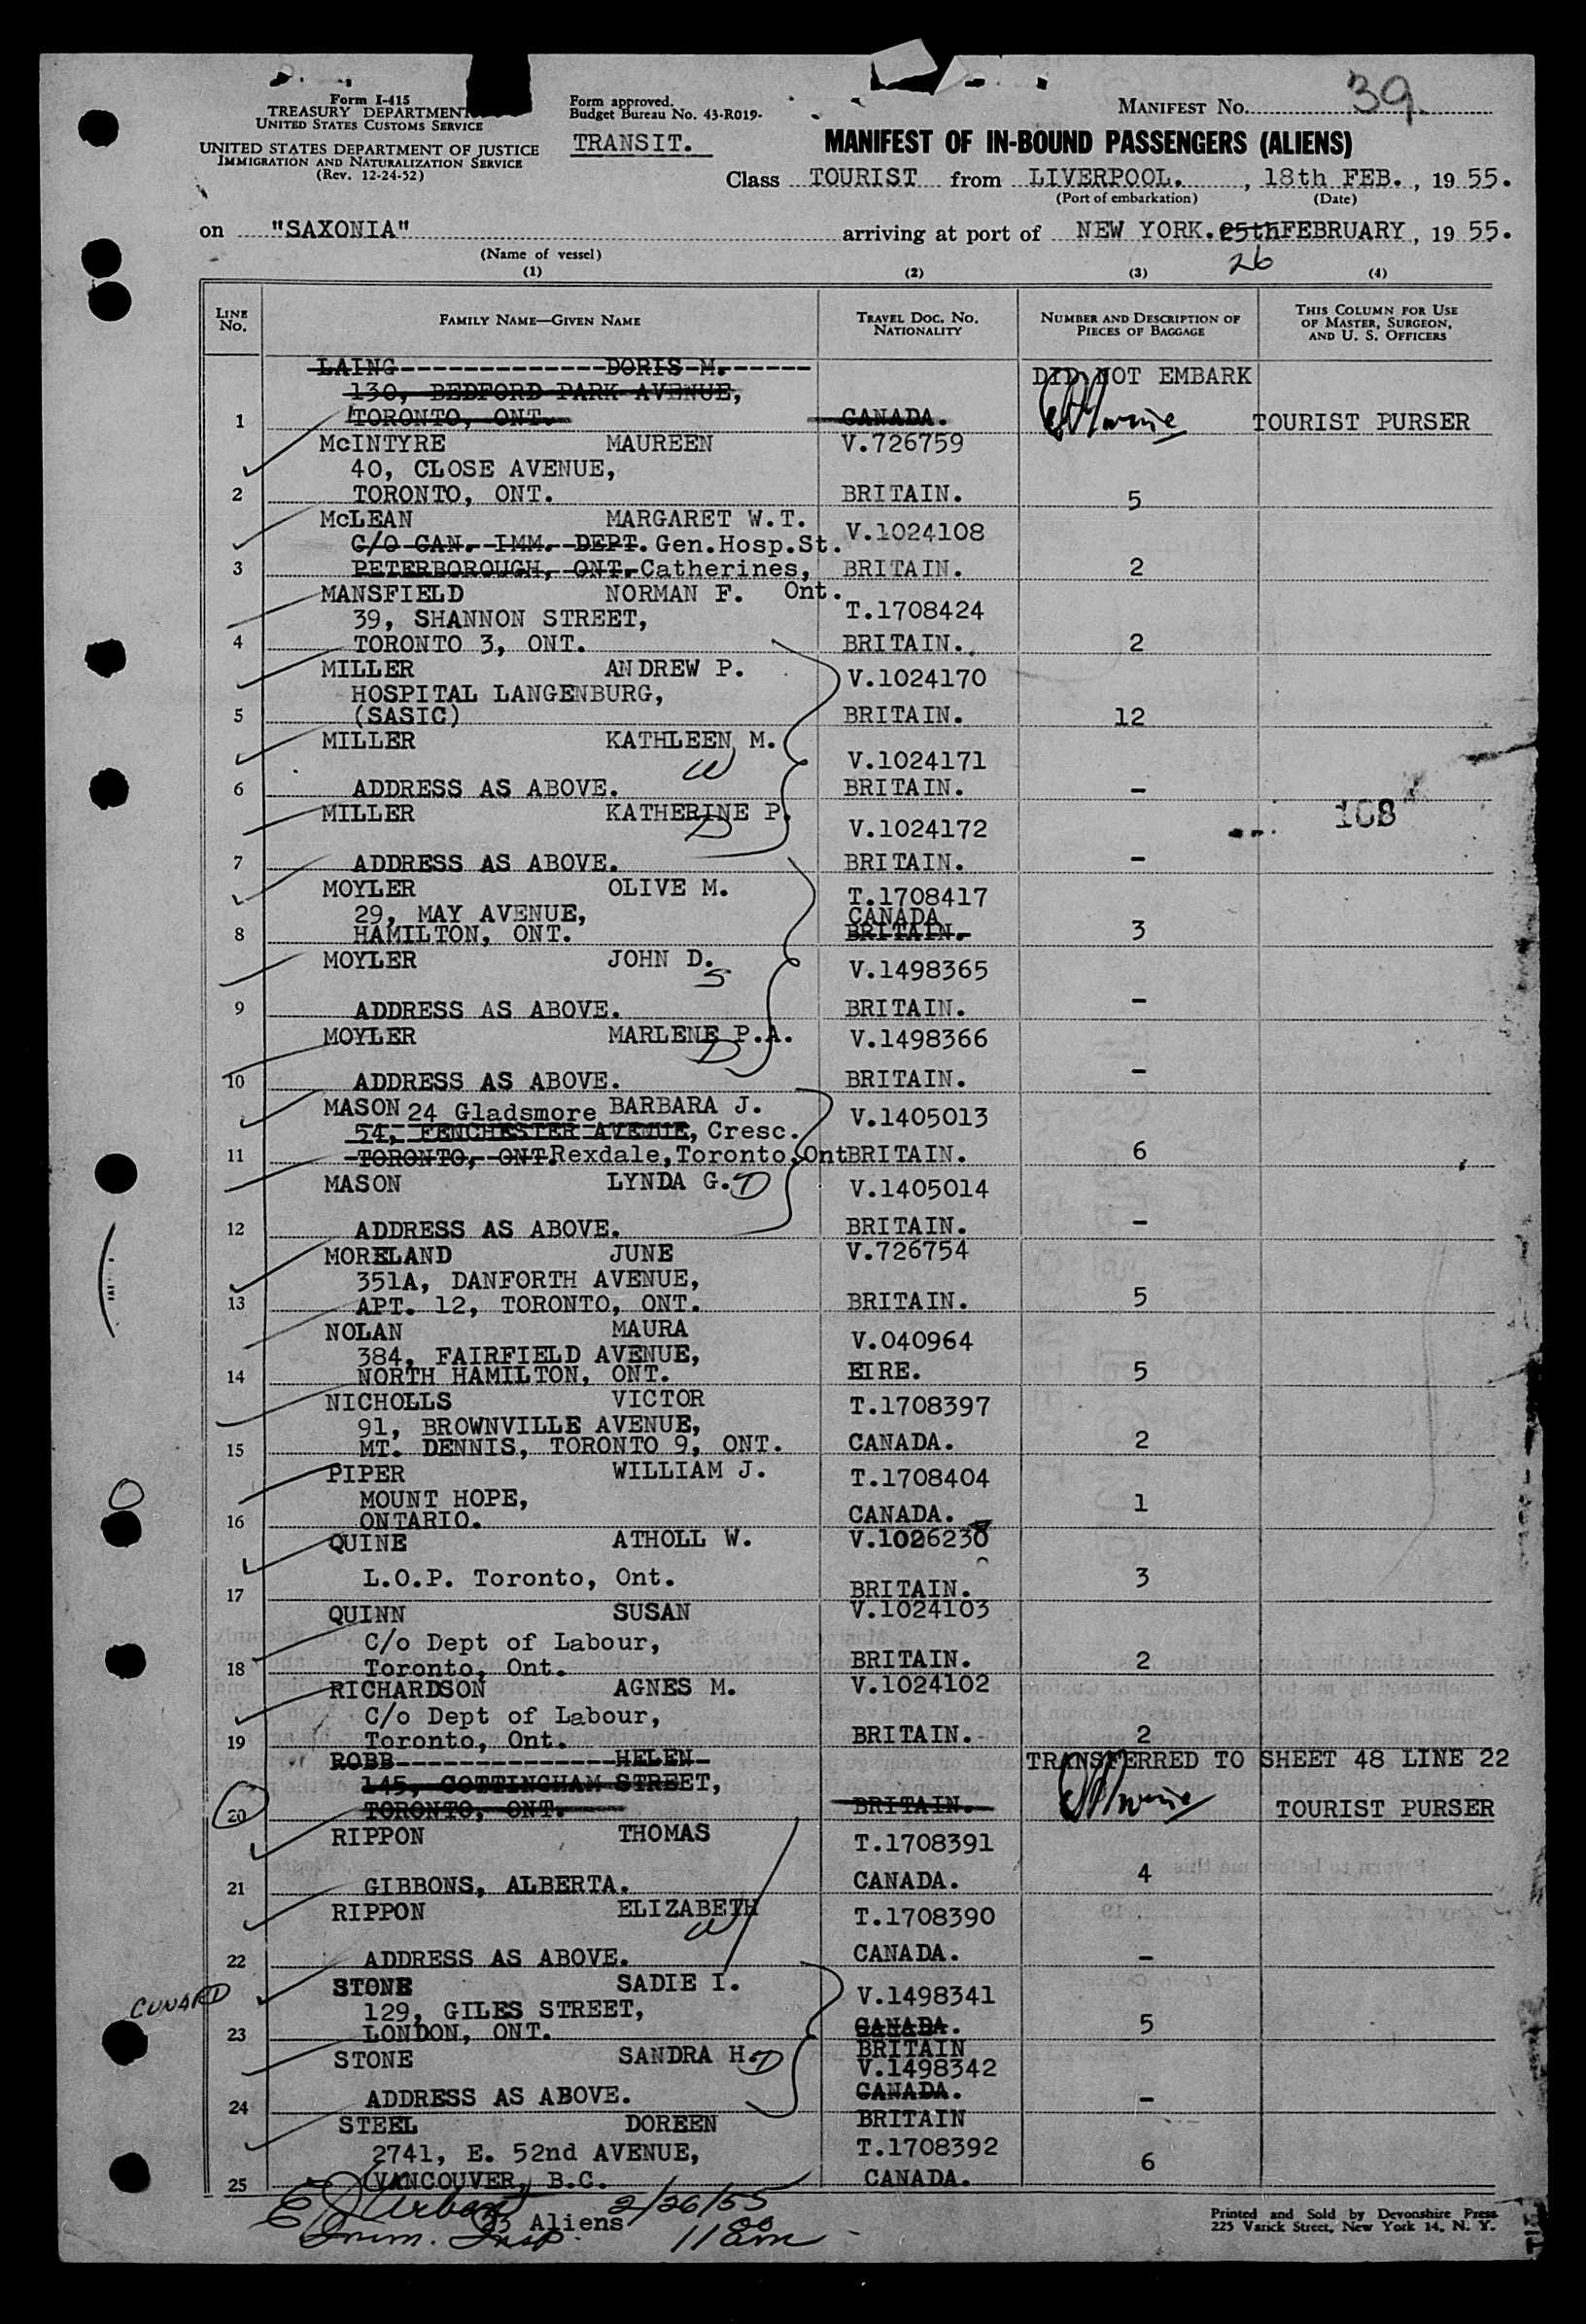 Form I-415
TREASURY DEPARTMENT
UNITED STATES CUSTOMS SERVICE
UNITED STATES DEPARTMENT OF JUSTICE
IMMIGRATION AND NATURALIZATION SERVICE
(Rev. 12-24-52)
Form approved.
Budget Bureau No. 43-R019-
TRANSIT.
MANIFEST No. 39
MANIFEST OF IN-BOUND PASSENGERS (ALIENS)
Class TOURIST from LIVERPOOL. , 18th FEB. , 19 55.
(Port of embarkation) (Date)
on "SAXONIA" arriving at port of NEW YORK. 25th FEBRUARY , 19 55.
26
(Name of vessel)
(1) (2) (3) (4)
LINE No. FAMILY NAME—GIVEN NAME TRAVEL DOC. No. NATIONALITY NUMBER AND DESCRIPTION OF PIECES OF BAGGAGE THIS COLUMN FOR USE OF MASTER, SURGEON, AND U. S. OFFICERS
LAING DORIS M. DID NOT EMBARK
130, BEDFORD PARK AVENUE,
1 TORONTO, ONT. CANADA. TOURIST PURSER
McINTYRE MAUREEN V.726759
40, CLOSE AVENUE,
2 TORONTO, ONT. BRITAIN. 5
McLEAN MARGARET W.T. V.1024108
C/O CAN. IMM. DEPT. Gen.Hosp.St.
3 PETERBOROUGH, ONT. Catherines, BRITAIN. 2
Ont.
MANSFIELD NORMAN F. T.1708424
39, SHANNON STREET,
4 TORONTO 3, ONT. BRITAIN. 2
MILLER ANDREW P. V.1024170
HOSPITAL LANGENBURG,
5 (SASIC) BRITAIN. 12
MILLER KATHLEEN M. V.1024171
W
6 ADDRESS AS ABOVE. BRITAIN. -
MILLER KATHERINE P. V.1024172 108
D
7 ADDRESS AS ABOVE. BRITAIN. -
MOYLER OLIVE M. T.1708417
29, MAY AVENUE, CANADA
8 HAMILTON, ONT. BRITAIN. 3
MOYLER JOHN D. V.1498365
S
9 ADDRESS AS ABOVE. BRITAIN. -
MOYLER MARLENE P.A. V.1498366
D
10 ADDRESS AS ABOVE. BRITAIN. -
MASON 24 Gladsmore BARBARA J. V.1405013
54, FENCHESTER AVENUE, Cresc.
11 TORONTO, ONT. Rexdale,Toronto,Ont BRITAIN. 6
MASON LYNDA G. D V.1405014
12 ADDRESS AS ABOVE. BRITAIN. -
MORELAND JUNE V.726754
351A, DANFORTH AVENUE,
13 APT. 12, TORONTO, ONT. BRITAIN. 5
NOLAN MAURA V.040964
384, FAIRFIELD AVENUE,
14 NORTH HAMILTON, ONT. EIRE. 5
NICHOLLS VICTOR T.1708397
91, BROWNVILLE AVENUE,
15 MT. DENNIS, TORONTO 9, ONT. CANADA. 2
PIPER WILLIAM J. T.1708404
MOUNT HOPE, 1
16 ONTARIO. CANADA.
QUINE ATHOLL W. V.1026230
L.O.P. Toronto, Ont. 3
17 BRITAIN.
QUINN SUSAN V.1024103
C/o Dept of Labour,
18 Toronto, Ont. BRITAIN. 2
RICHARDSON AGNES M. V.1024102
C/o Dept of Labour,
19 Toronto, Ont. BRITAIN. 2
ROBB HELEN TRANSFERRED TO SHEET 48 LINE 22
145, COTTINGHAM STREET,
20 TORONTO, ONT. BRITAIN. TOURIST PURSER
RIPPON THOMAS T.1708391
21 GIBBONS, ALBERTA. CANADA. 4
RIPPON ELIZABETH T.1708390
W
22 ADDRESS AS ABOVE. CANADA. -
STONE SADIE I. V.1498341
CUNARD
129, GILES STREET,
23 LONDON, ONT. CANADA. 5
BRITAIN
STONE SANDRA H. D V.1498342
24 ADDRESS AS ABOVE. CANADA. -
BRITAIN
STEEL DOREEN
2741, E. 52nd AVENUE, T.1708392
25 VANCOUVER, B.C. CANADA. 6
2/26/55
23 Aliens
Imm. Insp. 11 00 am
Printed and Sold by Devonshire Press
225 Varick Street, New York 14, N. Y.